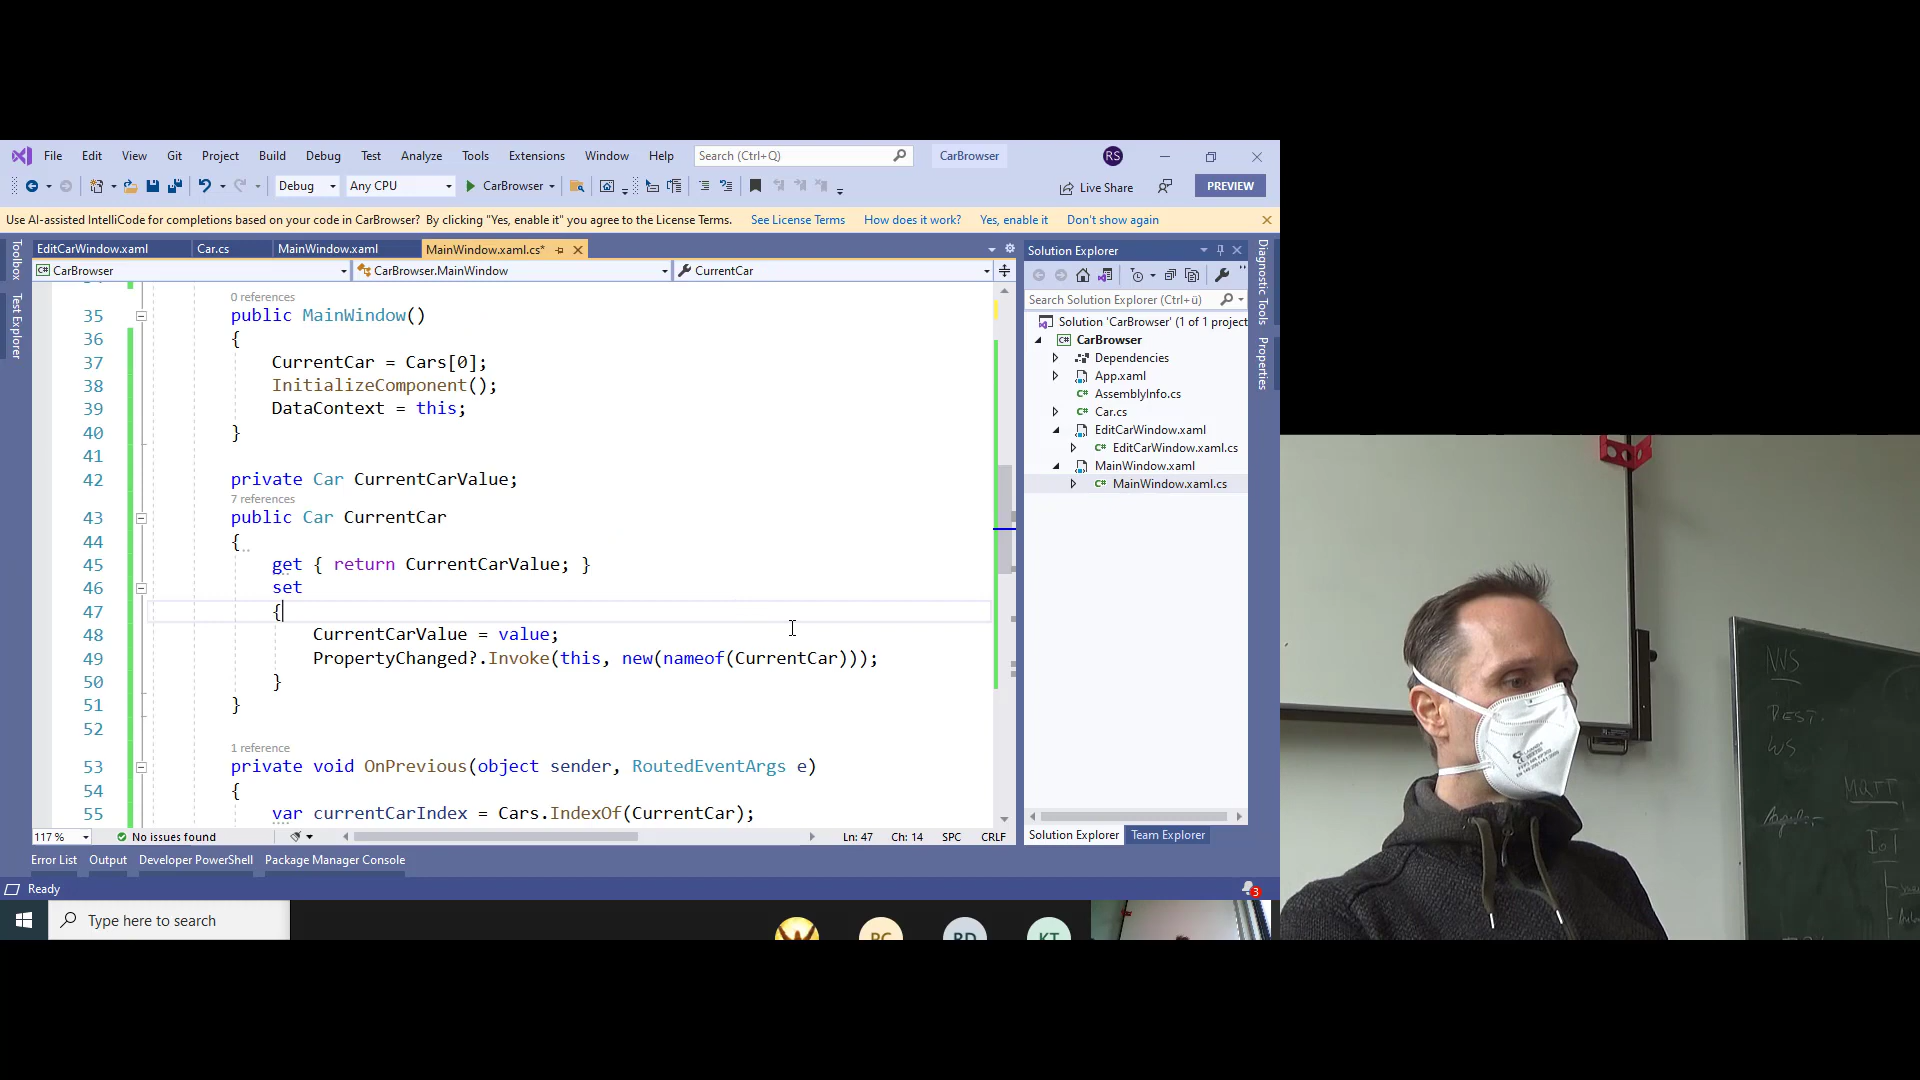 File Edit View Git Project Build Debug Test Analyze Tools Extensions Window Help Search (Ctrl+Q) CarBrowser RS
Debug Any CPU CarBrowser Live Share PREVIEW
Use AI-assisted IntelliCode for completions based on your code in CarBrowser? By clicking "Yes, enable it" you agree to the License Terms. See License Terms How does it work? Yes, enable it Don't show again
Toolbox
Test Explorer
EditCarWindow.xaml Car.cs MainWindow.xaml MainWindow.xaml.cs*
CarBrowser CarBrowser.MainWindow CurrentCar
0 references
35 public MainWindow()
36 {
37 CurrentCar = Cars[0];
38 InitializeComponent();
39 DataContext = this;
40 }
41
42 private Car CurrentCarValue;
7 references
43 public Car CurrentCar
44 {
45 get { return CurrentCarValue; }
46 set
47 {
48 CurrentCarValue = value;
49 PropertyChanged?.Invoke(this, new(nameof(CurrentCar)));
50 }
51 }
52
1 reference
53 private void OnPrevious(object sender, RoutedEventArgs e)
54 {
55 var currentCarIndex = Cars.IndexOf(CurrentCar);
117 % No issues found Ln: 47 Ch: 14 SPC CRLF
Solution Explorer
Search Solution Explorer (Ctrl+ü)
Solution 'CarBrowser' (1 of 1 project
CarBrowser
Dependencies
App.xaml
AssemblyInfo.cs
Car.cs
EditCarWindow.xaml
EditCarWindow.xaml.cs
MainWindow.xaml
MainWindow.xaml.cs
Solution Explorer Team Explorer
Diagnostic Tools
Properties
Error List Output Developer PowerShell Package Manager Console
Ready 3
Type here to search
KT
NVS
WS
IoT